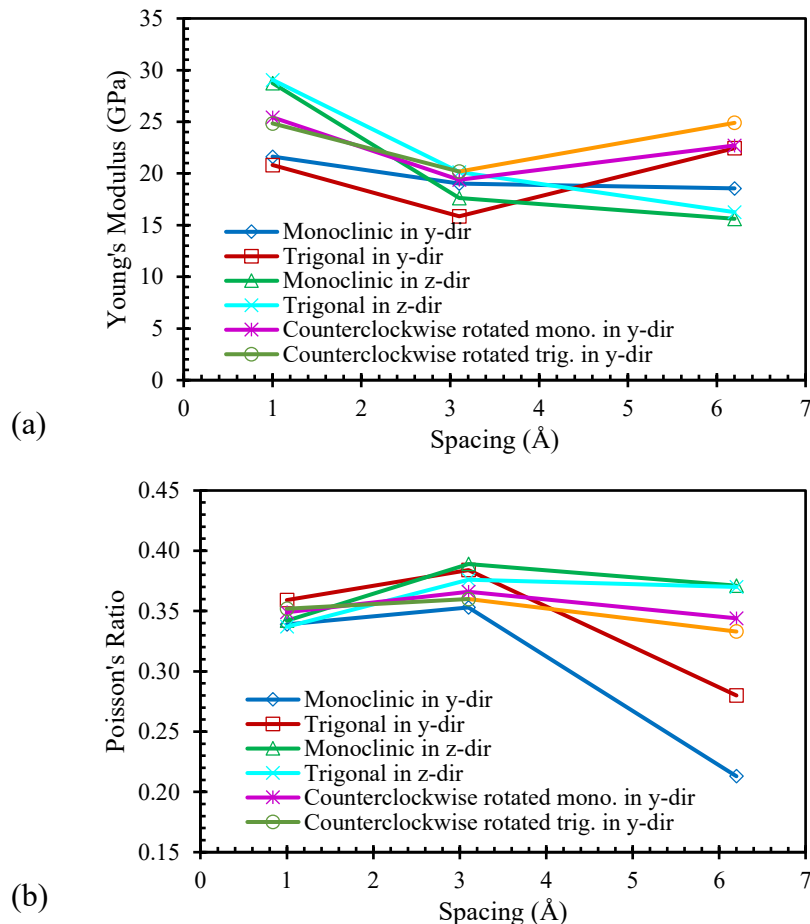 35
30
25
20
15
10
5
0
Young's Modulus (GPa)
Monoclinic in y-dir
Trigonal in y-dir
Monoclinic in z-dir
Trigonal in z-dir
Counterclockwise rotated mono. in y-dir
Counterclockwise rotated trig. in y-dir
0 1 2 3 4 5 6 7
Spacing (Å)
(a)
0.45
0.40
0.35
0.30
0.25
0.20
0.15
Poisson's Ratio
Monoclinic in y-dir
Trigonal in y-dir
Monoclinic in z-dir
Trigonal in z-dir
Counterclockwise rotated mono. in y-dir
Counterclockwise rotated trig. in y-dir
0 1 2 3 4 5 6 7
Spacing (Å)
(b)